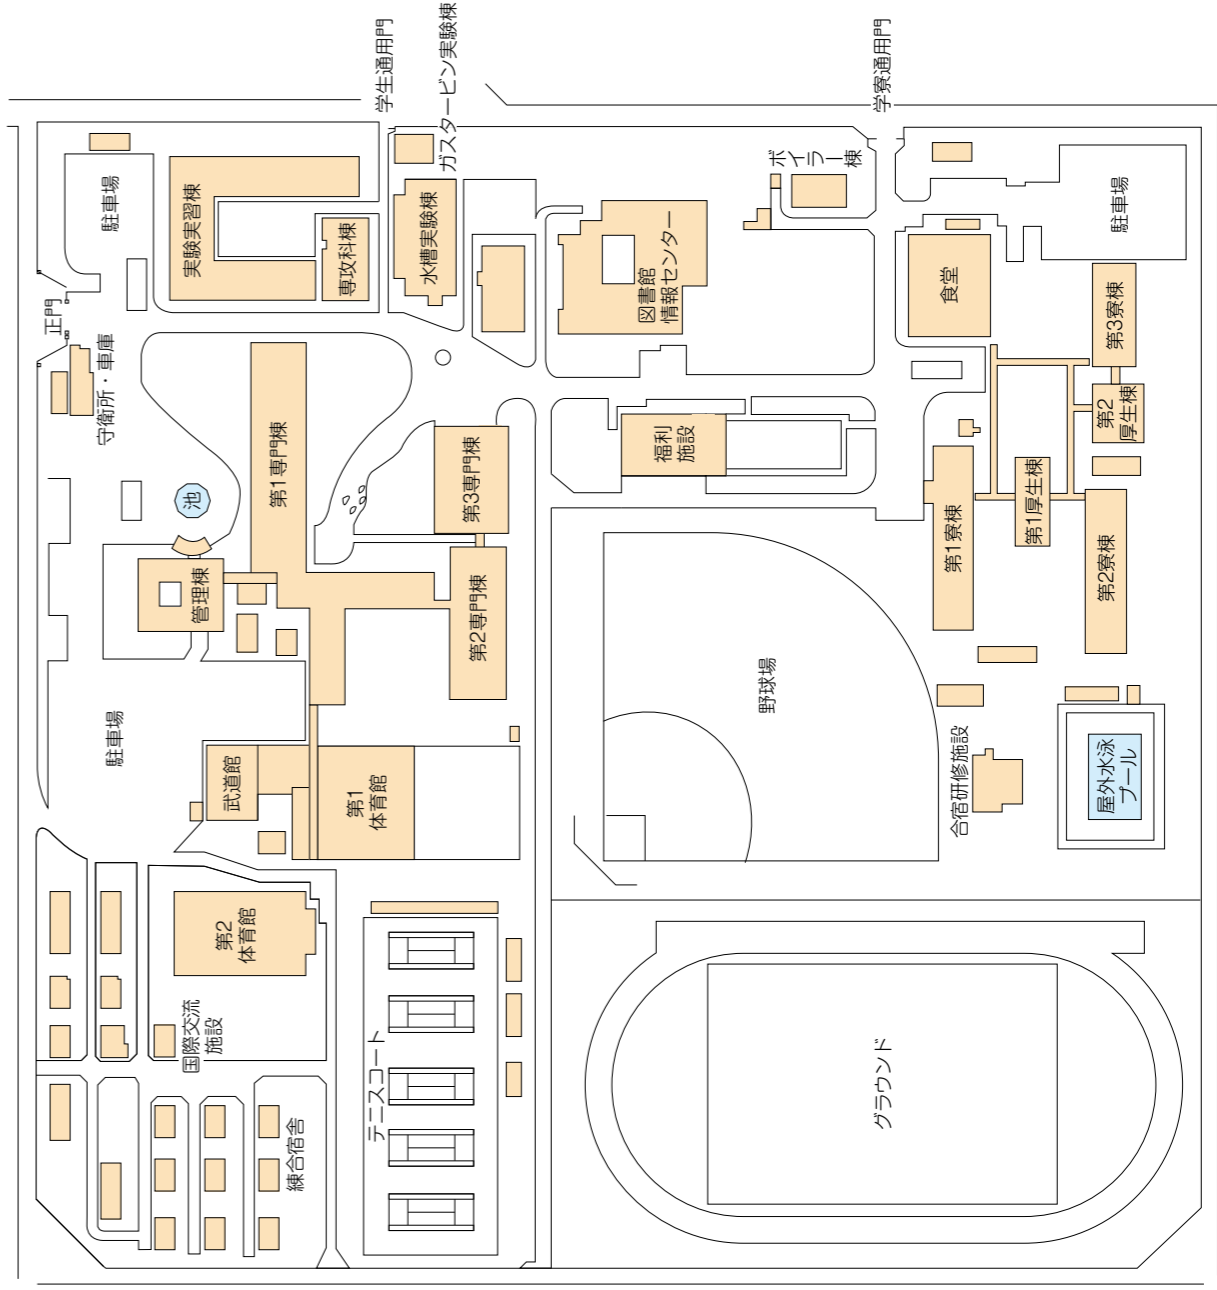 学生通用門
ガスタービン実験棟
学寮通用門
駐車場
実験実習棟
専攻科棟
水槽実験棟
図書館
情報センター
ボイラー棟
駐車場
食堂
第3寮棟
第2
厚生棟
正門
守衛所・車庫
池
第1専門棟
第3専門棟
福利
施設
第1寮棟
第1厚生棟
第2寮棟
管理棟
第2専門棟
野球場
駐車場
武道館
第1
体育館
合宿研修施設
屋外水泳
プール
第2
体育館
国際交流
施設
テニスコート
グラウンド
練合宿舎